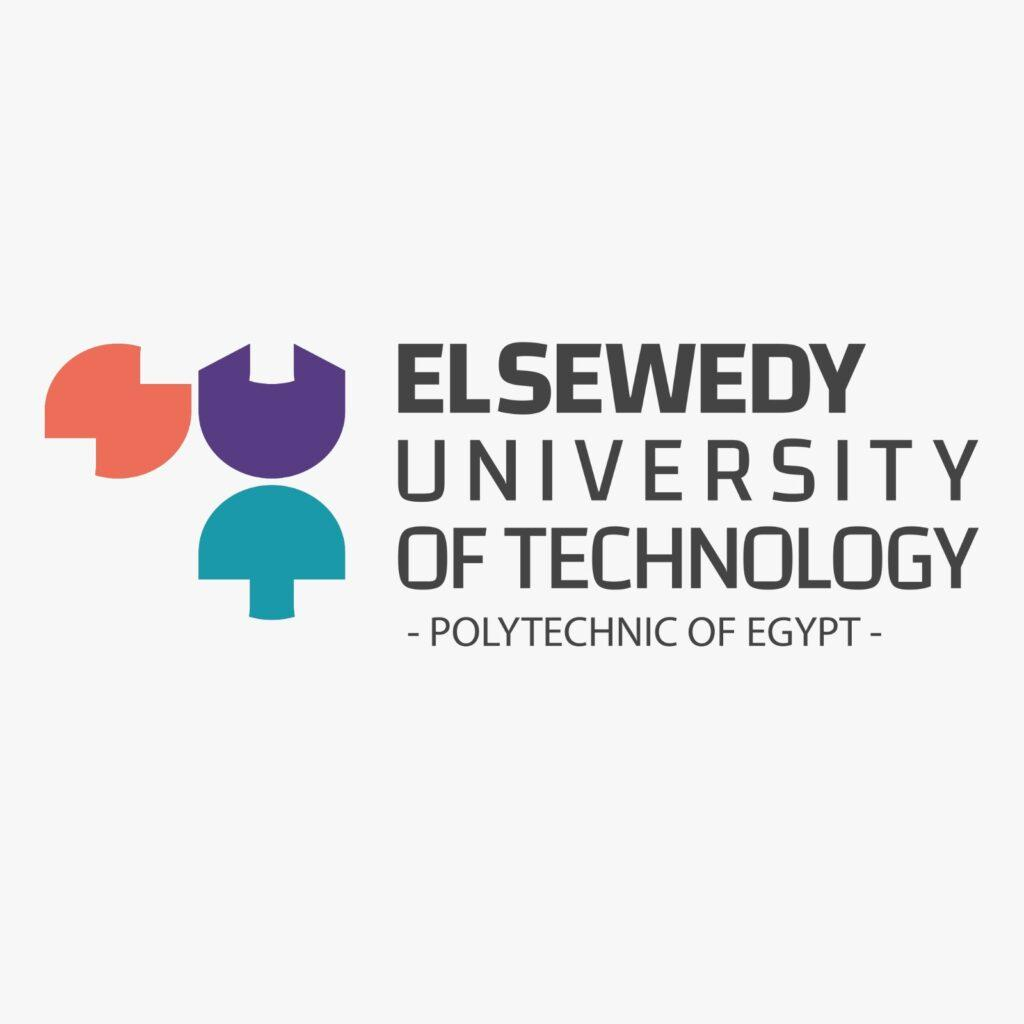 ELSEWEDY
UNIVERSITY
OF TECHNOLOGY
- POLYTECHNIC OF EGYPT -